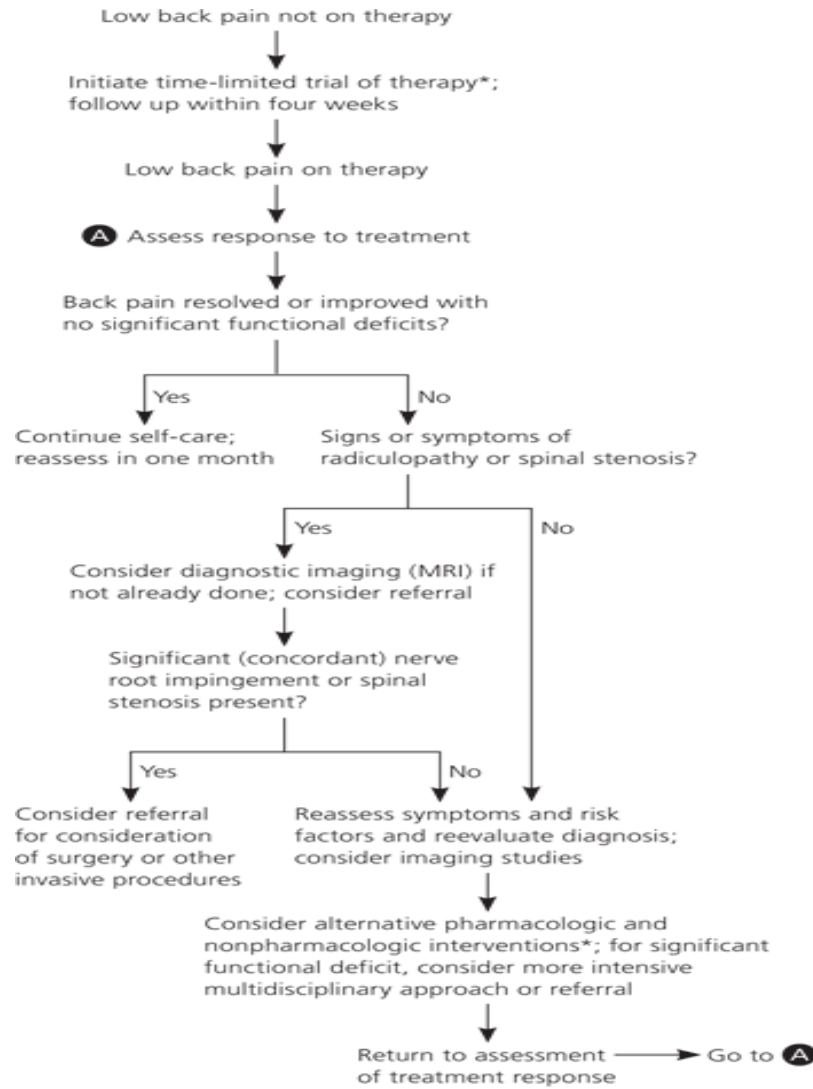 Low back pain not on therapy
Initiate time-limited trial of therapy*;
follow up within four weeks
Low back pain on therapy
A Assess response to treatment
Back pain resolved or improved with
no significant functional deficits?
Yes
No
Continue self-care;
reassess in one month
Signs or symptoms of
radiculopathy or spinal stenosis?
Yes
No
Consider diagnostic imaging (MRI) if
not already done; consider referral
Significant (concordant) nerve
root impingement or spinal
stenosis present?
Yes
No
Consider referral
for consideration
of surgery or other
invasive procedures
Reassess symptoms and risk
factors and reevaluate diagnosis;
consider imaging studies
Consider alternative pharmacologic and
nonpharmacologic interventions*; for significant
functional deficit, consider more intensive
multidisciplinary approach or referral
Return to assessment
of treatment response
Go to A